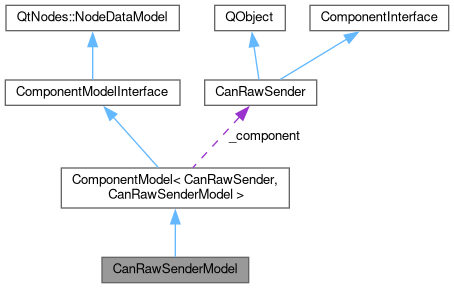 QtNodes::NodeDataModel
QObject
ComponentInterface
ComponentModelInterface
CanRawSender
_component
ComponentModel< CanRawSender,
CanRawSenderModel >
CanRawSenderModel